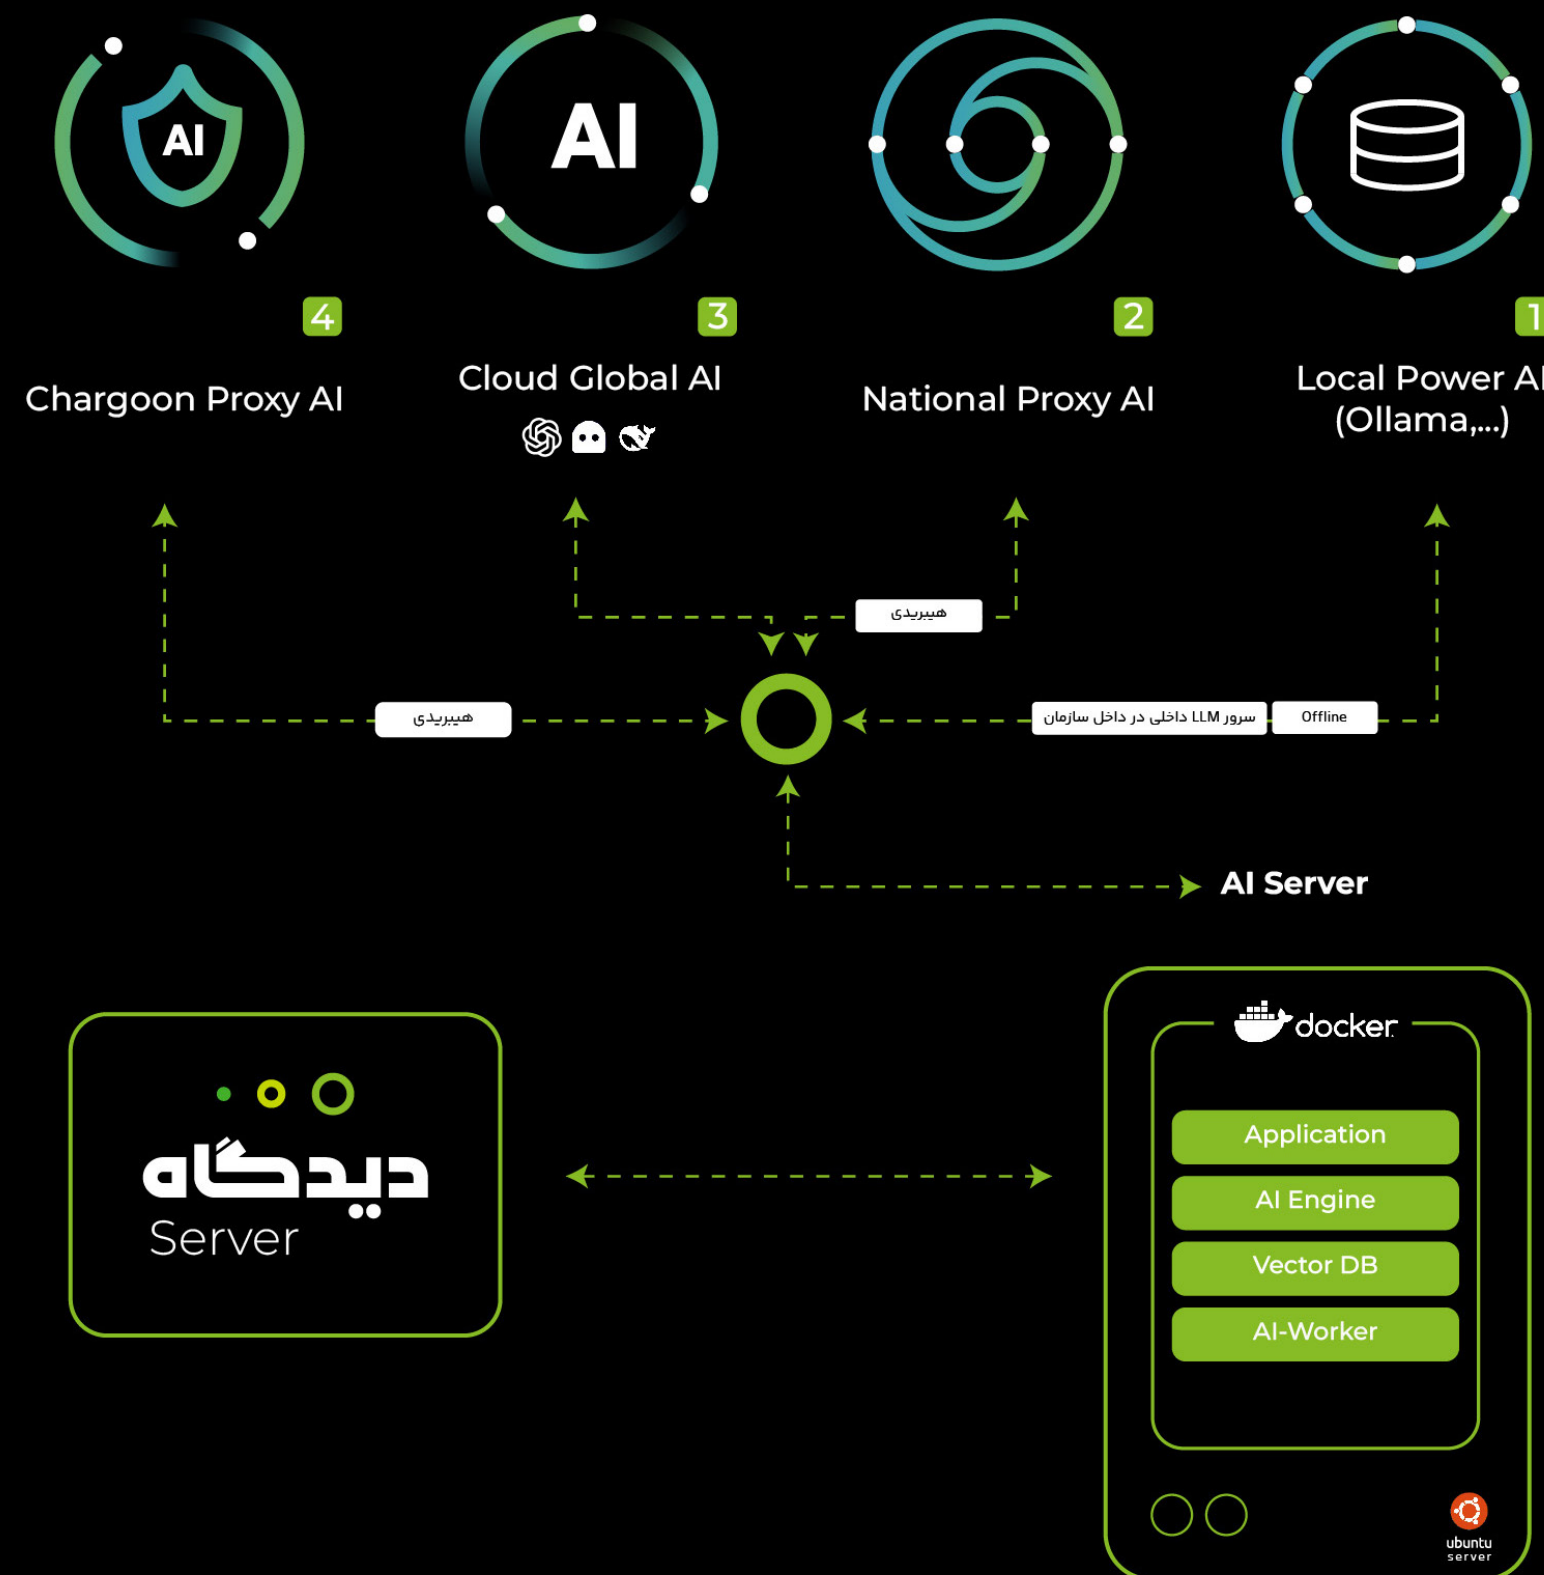 AI
AI
4
3
2
1
Chargoon Proxy AI
Cloud Global AI
National Proxy AI
Local Power AI
(Ollama,...)
هیبریدی
هیبریدی
سرور LLM داخلی در داخل سازمان
Offline
AI Server
دیدگاه
Server
docker
Application
AI Engine
Vector DB
AI-Worker
ubuntu
server